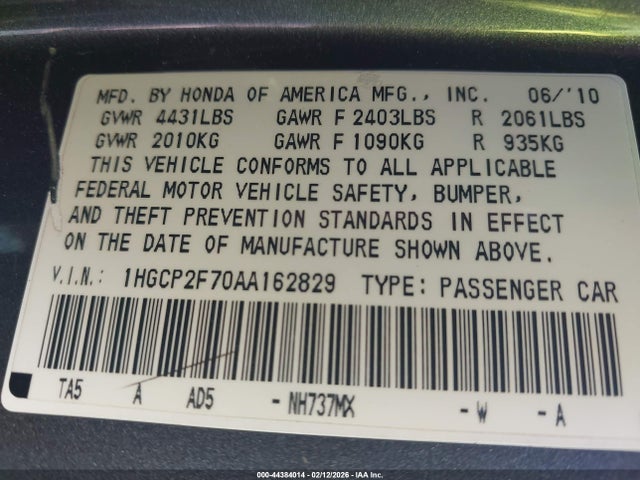 MFD. BY HONDA OF AMERICA MFG., INC. 06/'10
GVWR 4431LBS GAWR F 2403LBS R 2061LBS
GVWR 2010KG GAWR F 1090KG R 935KG
THIS VEHICLE CONFORMS TO ALL APPLICABLE
FEDERAL MOTOR VEHICLE SAFETY, BUMPER,
AND THEFT PREVENTION STANDARDS IN EFFECT
ON THE DATE OF MANUFACTURE SHOWN ABOVE.
V.I.N.: 1HGCP2F70AA162829 TYPE: PASSENGER CAR
TA5 A AD5 - NH737MX - W - A
000-44384014 - 02/12/2026 - IAA Inc.